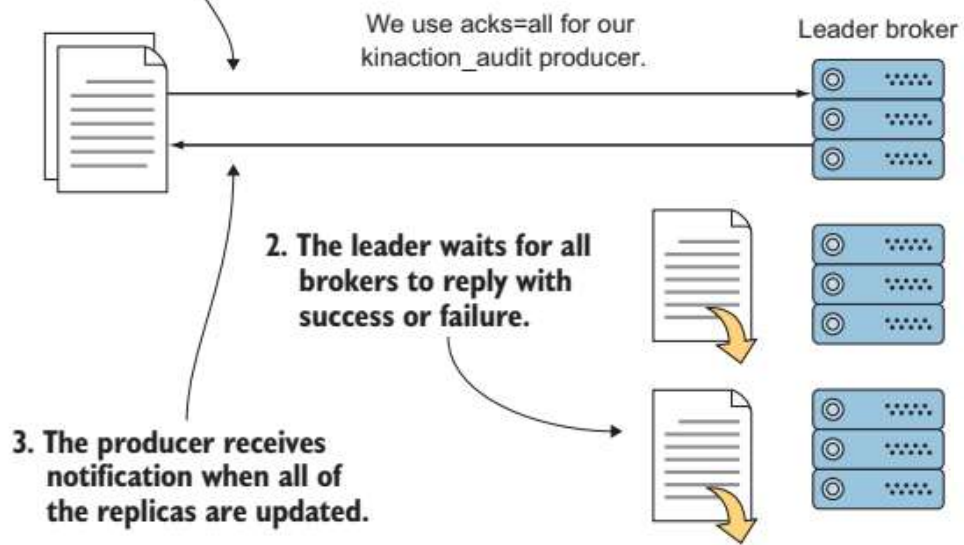 We use acks=all for our
kinaction_audit producer.
Leader broker
2. The leader waits for all
brokers to reply with
success or failure.
3. The producer receives
notification when all of
the replicas are updated.